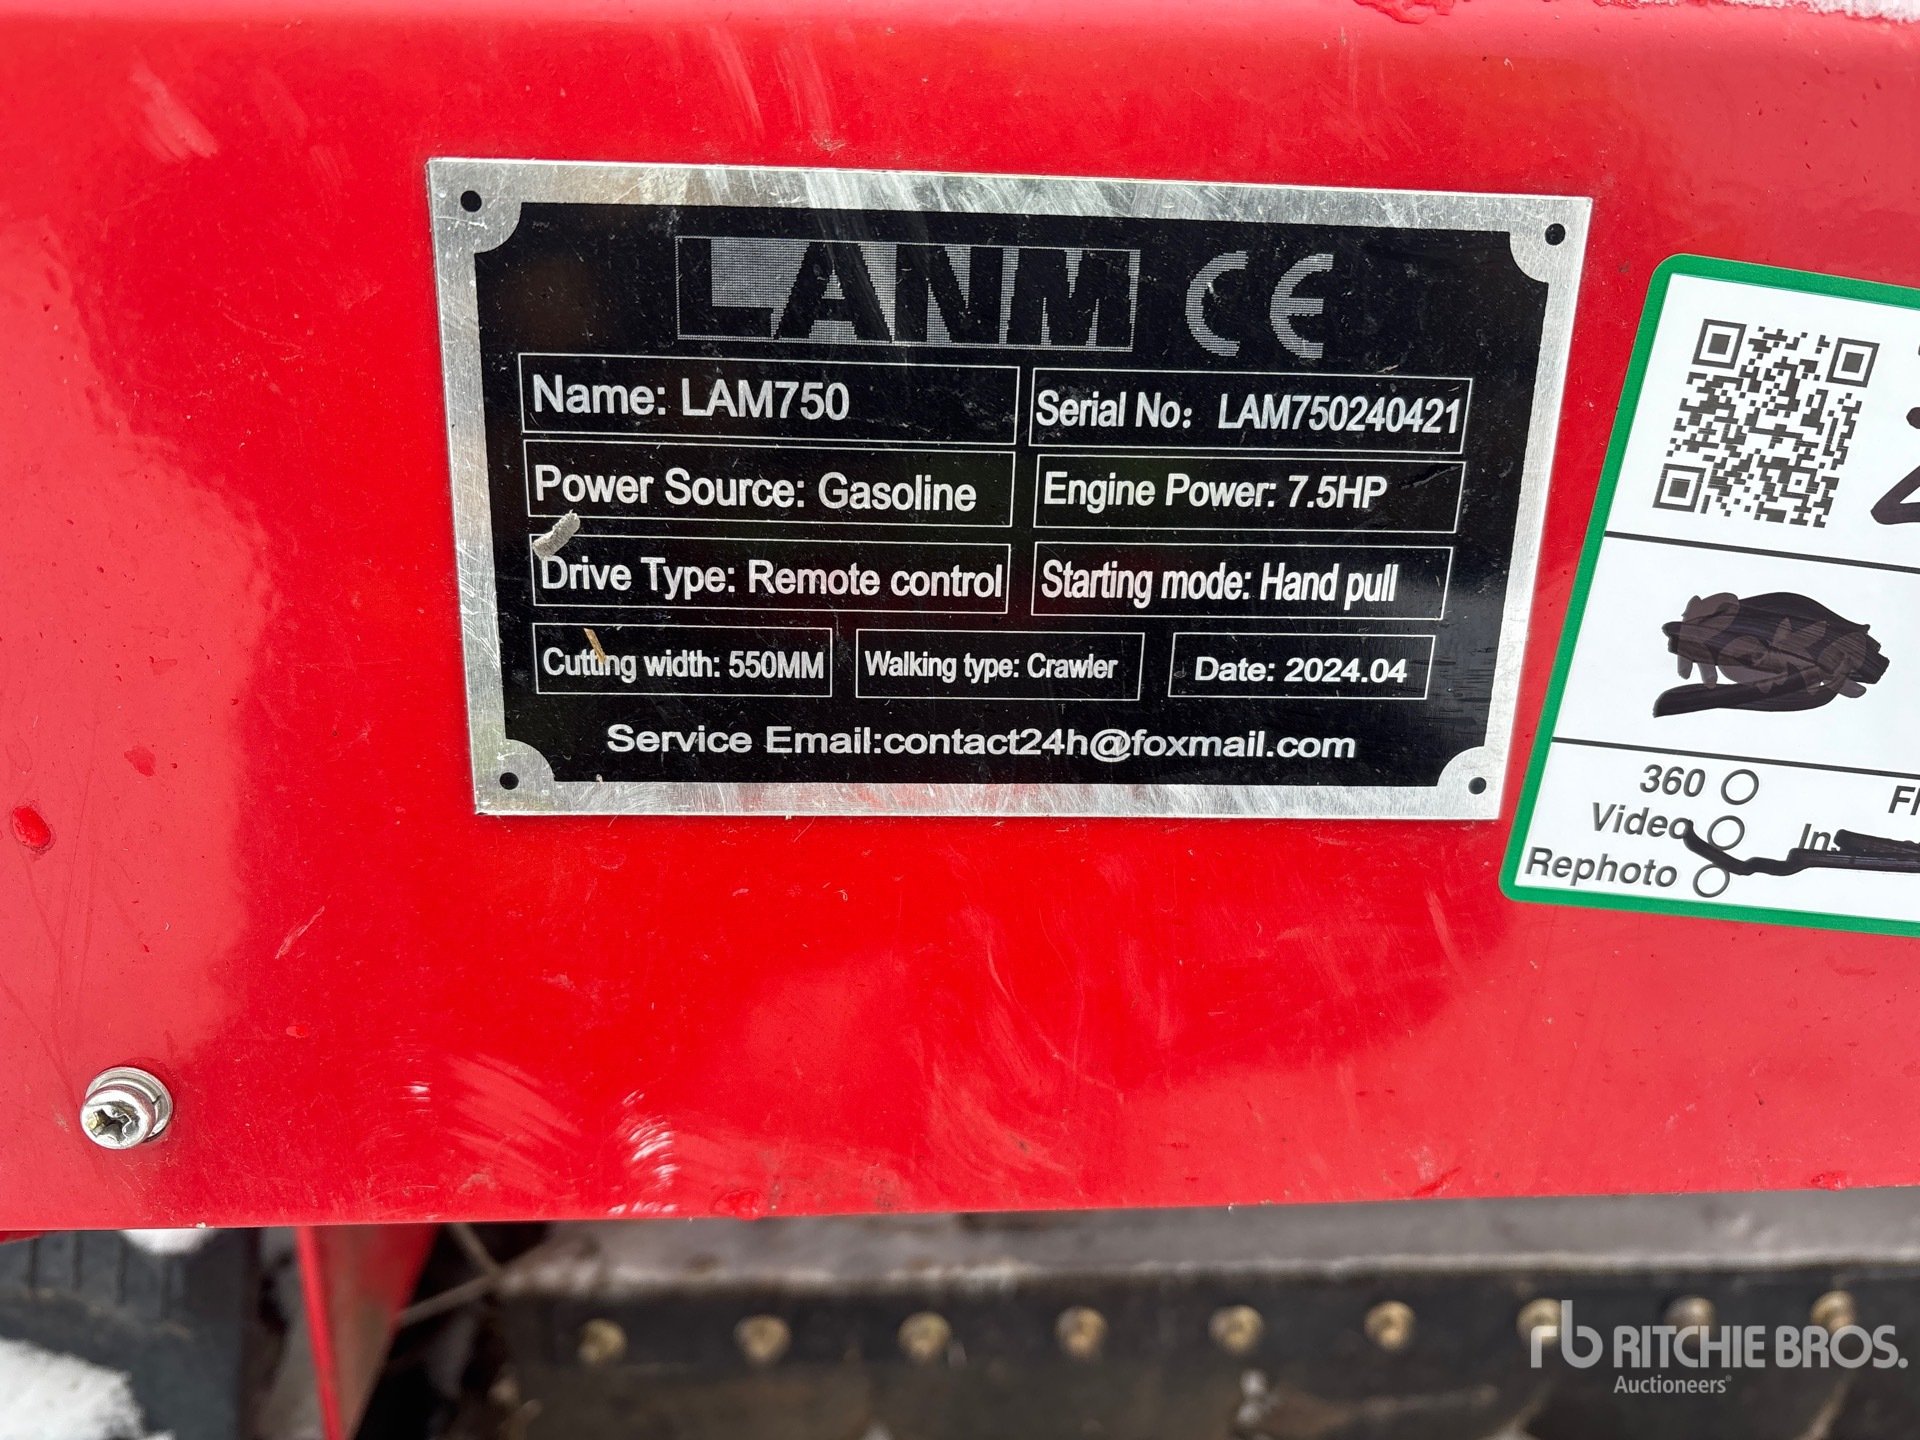 LANM CE
Name: LAM750
Serial No: LAM750240421
Power Source: Gasoline
Engine Power: 7.5HP
Drive Type: Remote control
Starting mode: Hand pull
Cutting width: 550MM
Walking type: Crawler
Date: 2024.04
Service Email:contact24h@foxmail.com
360
Video
Rephoto
rb RITCHIE BROS.
Auctioneers